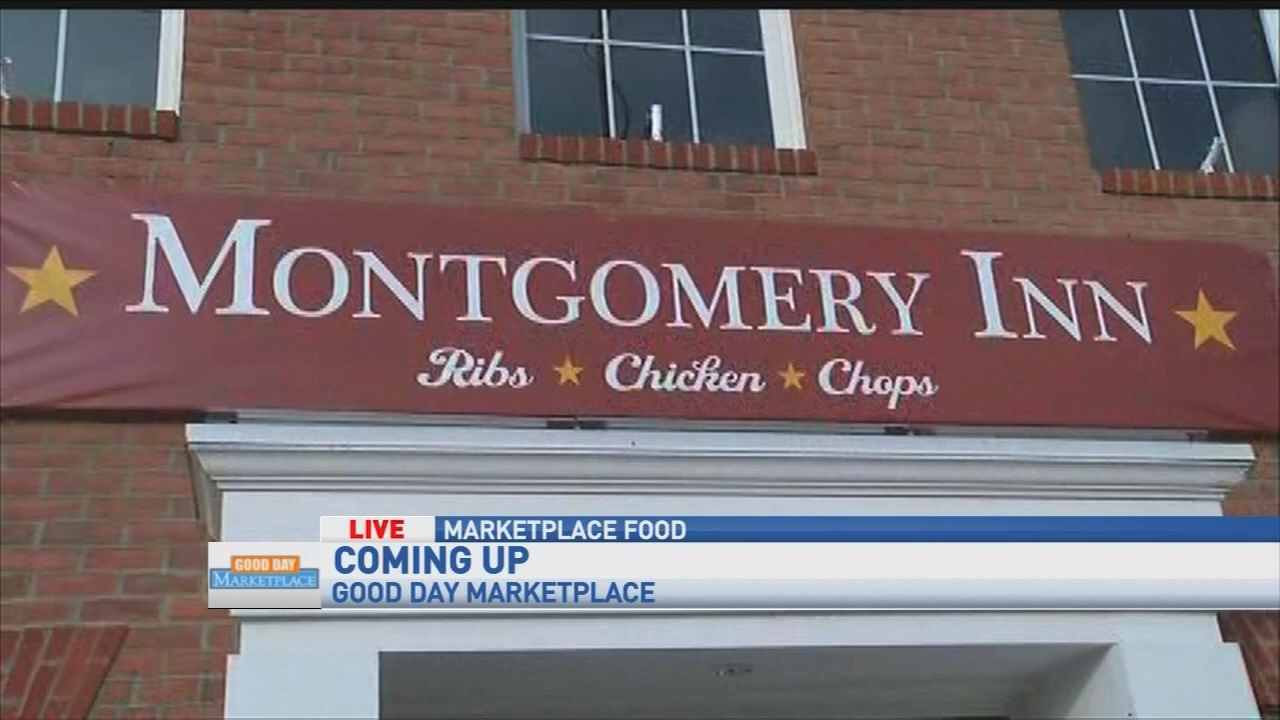 MONTGOMERY INN
Ribs ★ Chicken ★ Chops
LIVE MARKETPLACE FOOD
GOOD DAY
MARKETPLACE
COMING UP
GOOD DAY MARKETPLACE